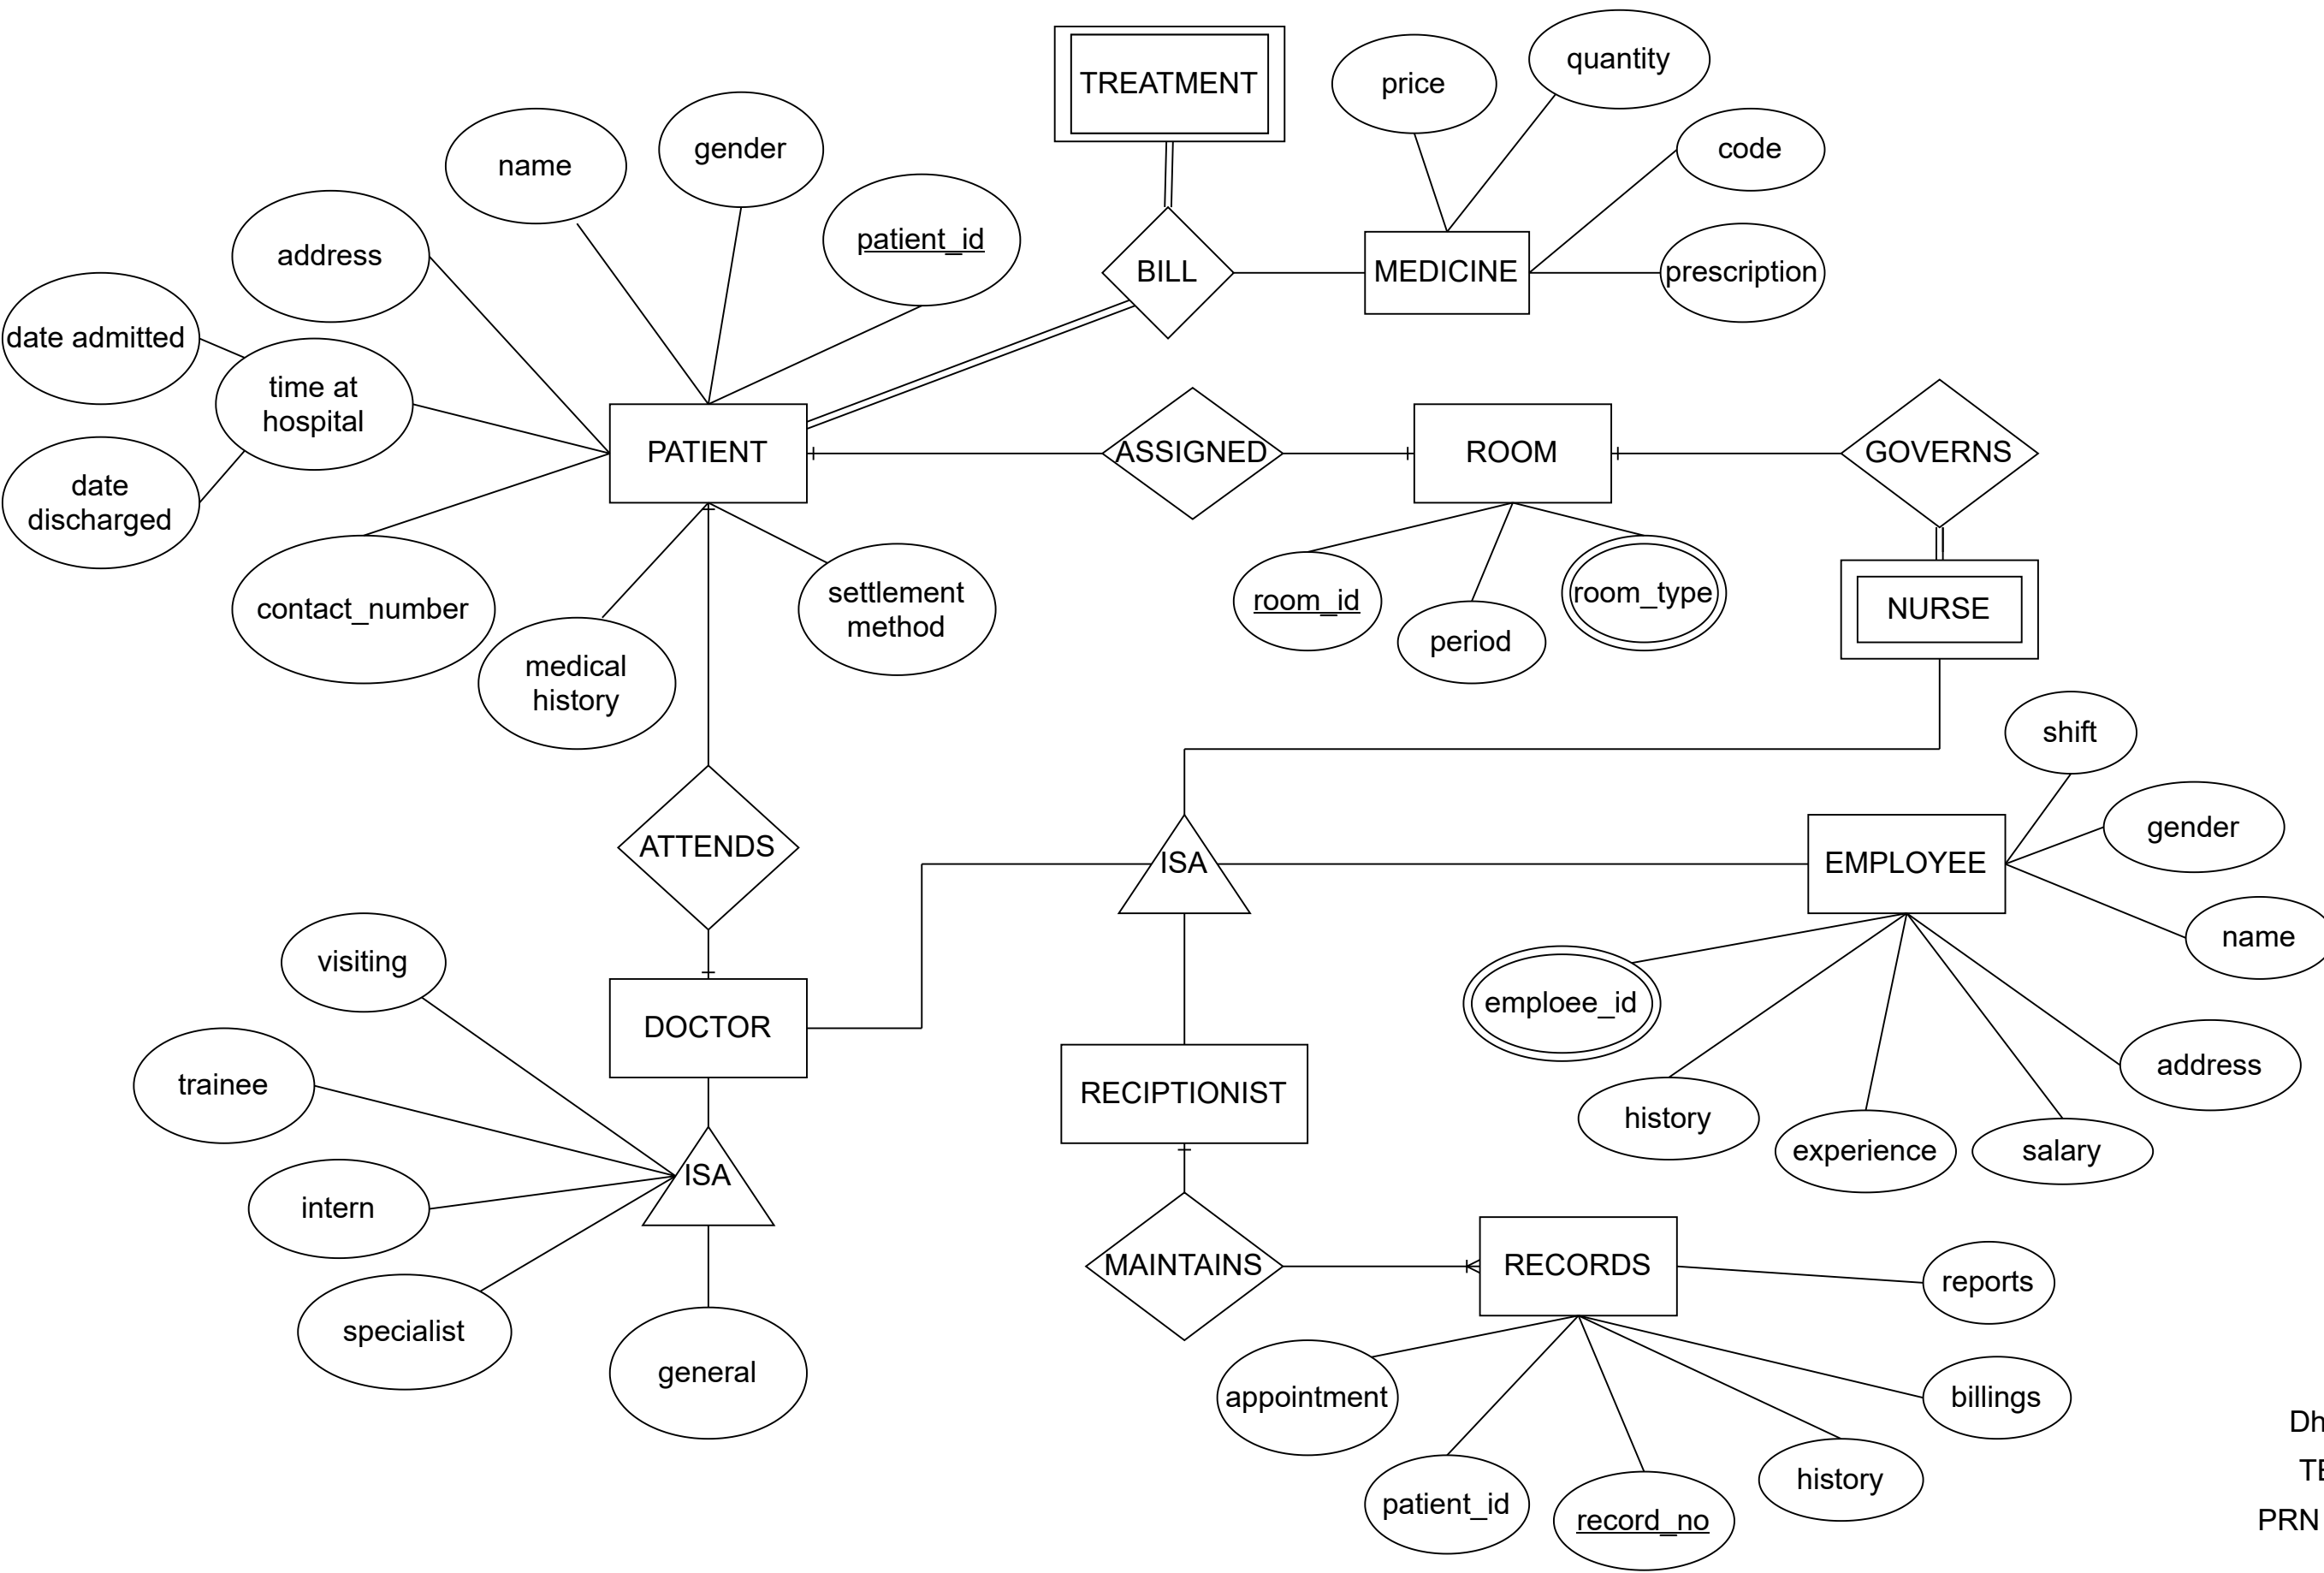 TREATMENT
price
quantity
code
name
gender
patient_id
address
BILL
MEDICINE
prescription
date admitted
time at
hospital
PATIENT
ASSIGNED
ROOM
GOVERNS
date
discharged
contact_number
medical
history
settlement
method
room_id
period
room_type
NURSE
shift
gender
ATTENDS
ISA
EMPLOYEE
name
visiting
emploee_id
DOCTOR
trainee
RECIPTIONIST
address
history
experience
salary
intern
ISA
MAINTAINS
RECORDS
reports
specialist
general
appointment
billings
patient_id
record_no
history
Dh
TE
PRN